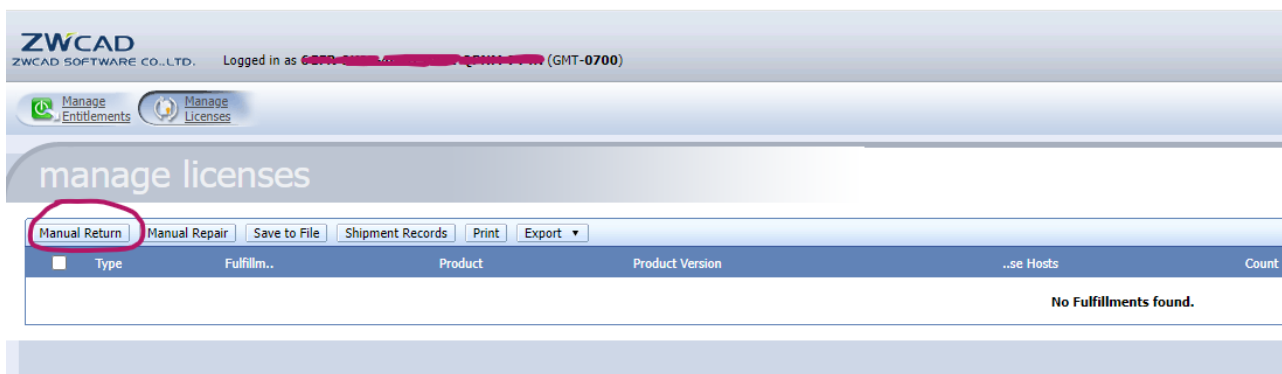 ZWCAD
ZWCAD SOFTWARE CO.,LTD.
Logged in as (GMT-0700)
Manage Entitlements
Manage Licenses
manage licenses
Manual Return Manual Repair Save to File Shipment Records Print Export
Type Fulfillm.. Product Product Version ..se Hosts Count
No Fulfillments found.